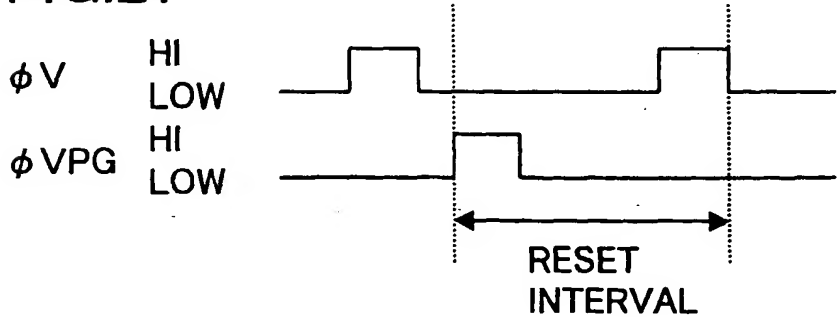 φV HI
LOW
φVPG HI
LOW
RESET
INTERVAL